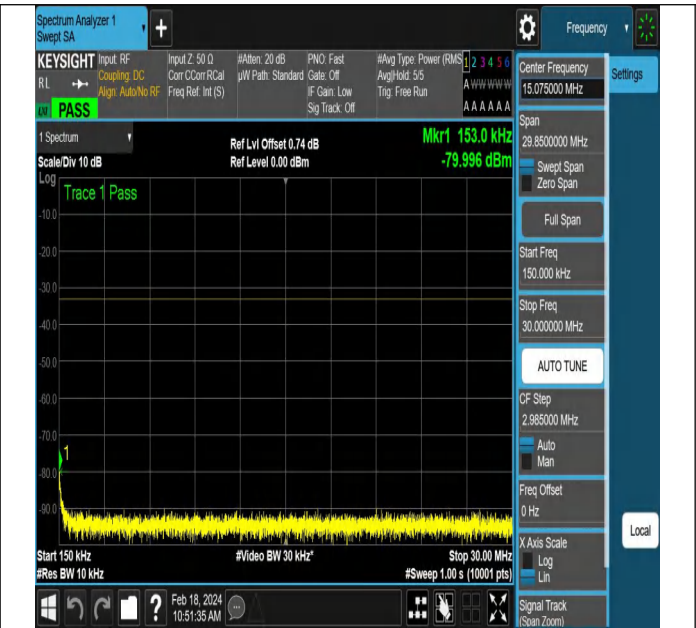 Spectrum Analyzer 1
Swept SA
+
Frequency
KEYSIGHT
RL
PASS
Input: RF
Coupling: DC
Align: Auto/No RF
Input Z: 50 Ω
Corr CCorr RCal
Freq Ref: Int (S)
#Atten: 20 dB
µW Path: Standard
PNO: Fast
Gate: Off
IF Gain: Low
Sig Track: Off
#Avg Type: Power (RMS
Avg|Hold: 5/5
Trig: Free Run
1 2 3 4 5 6
A W W W W W
A A A A A A
1 Spectrum
Scale/Div 10 dB
Ref Lvl Offset 0.74 dB
Ref Level 0.00 dBm
Mkr1 153.0 kHz
-79.996 dBm
Log
Trace 1 Pass
-10.0
-20.0
-30.0
-40.0
-50.0
-60.0
-70.0
-80.0
-90.0
1
Start 150 kHz
#Res BW 10 kHz
#Video BW 30 kHz*
Stop 30.00 MHz
#Sweep 1.00 s (10001 pts)
?
Feb 18, 2024
10:51:35 AM
Center Frequency
15.075000 MHz
Settings
Span
29.8500000 MHz
Swept Span
Zero Span
Full Span
Start Freq
150.000 kHz
Stop Freq
30.000000 MHz
AUTO TUNE
CF Step
2.985000 MHz
Auto
Man
Freq Offset
0 Hz
X Axis Scale
Log
Lin
Signal Track
(Span Zoom)
Local